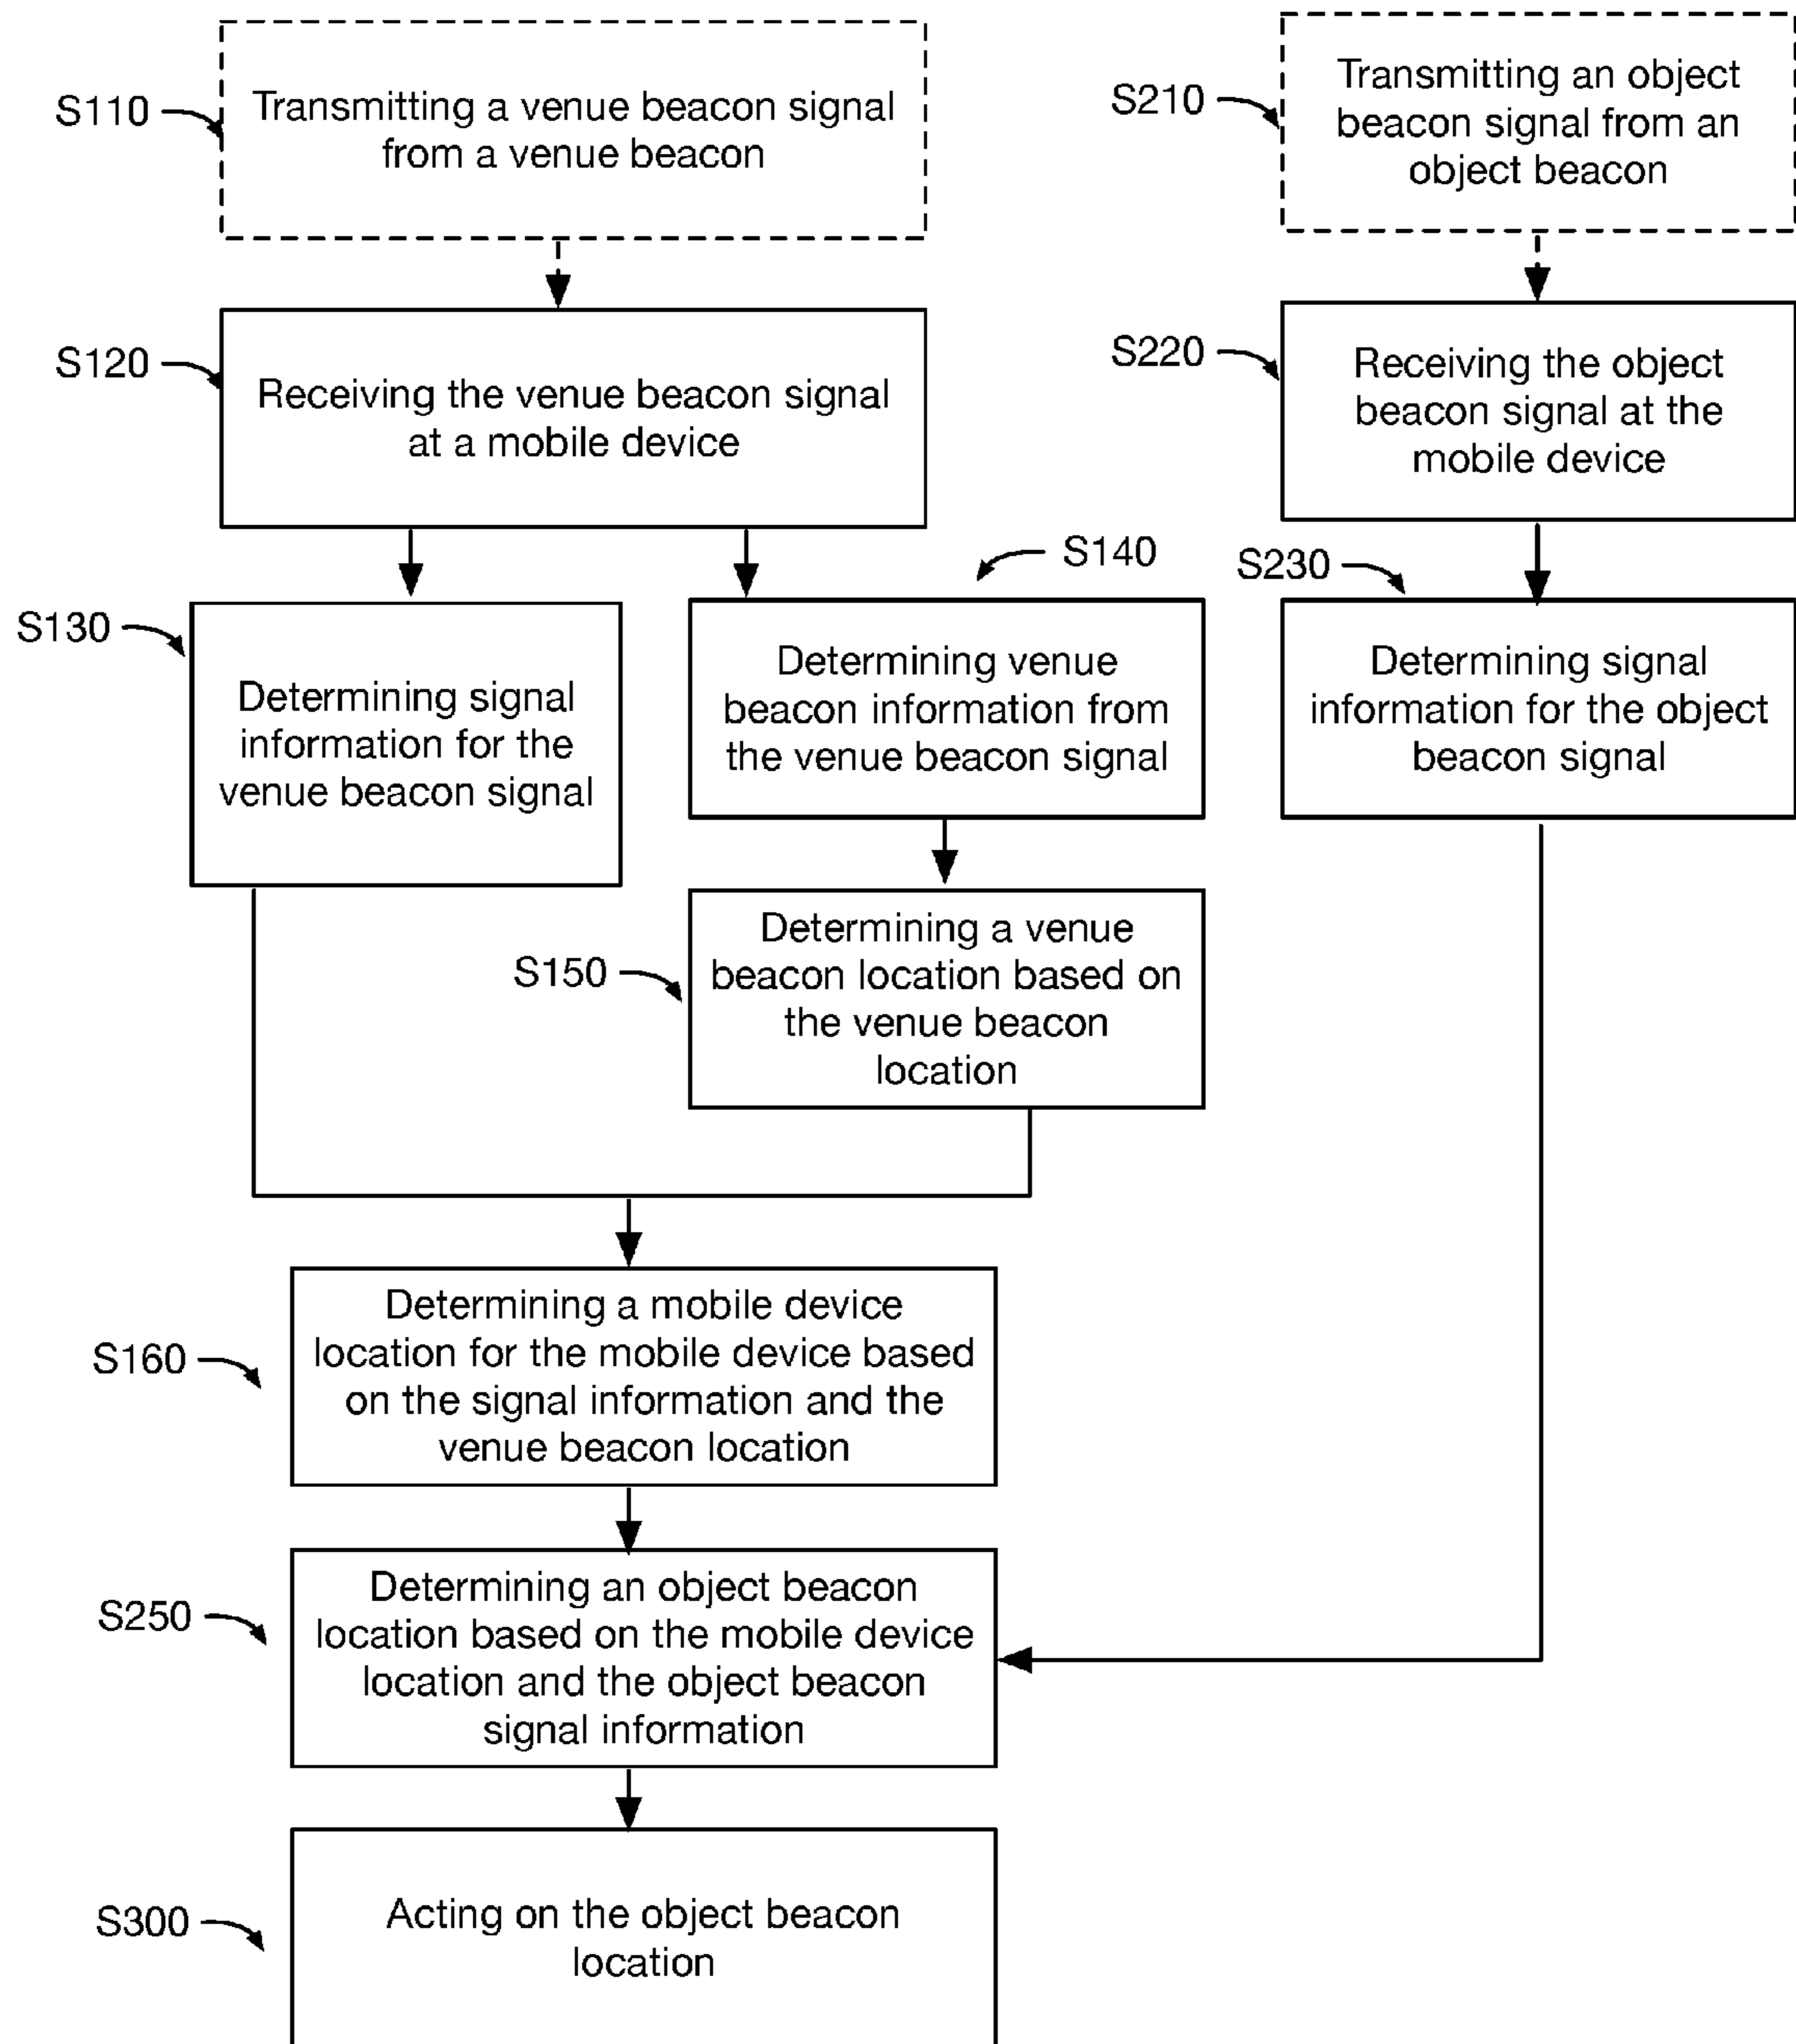 S110
Transmitting a venue beacon signal
from a venue beacon
S210
Transmitting an object
beacon signal from an
object beacon
S120
Receiving the venue beacon signal
at a mobile device
S220
Receiving the object
beacon signal at the
mobile device
S130
Determining signal
information for the
venue beacon signal
S140
Determining venue
beacon information from
the venue beacon signal
S230
Determining signal
information for the object
beacon signal
S150
Determining a venue
beacon location based on
the venue beacon
location
S160
Determining a mobile device
location for the mobile device based
on the signal information and the
venue beacon location
S250
Determining an object beacon
location based on the mobile device
location and the object beacon
signal information
S300
Acting on the object beacon
location